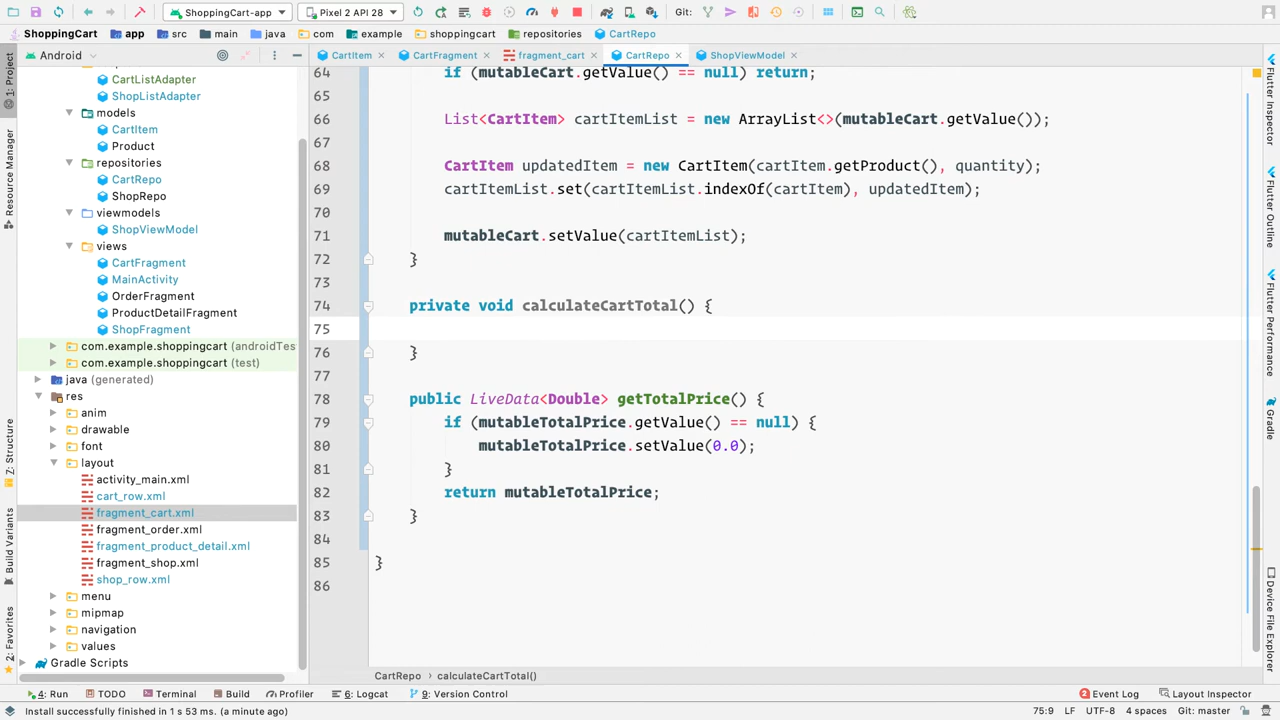 ShoppingCart-app
Pixel 2 API 28
Git:
ShoppingCart
app
src
main
java
com
example
shoppingcart
repositories
CartRepo
Android
CartItem
CartFragment
fragment_cart
CartRepo
ShopViewModel
1: Project
Resource Manager
Z: Structure
Build Variants
2: Favorites
CartListAdapter
ShopListAdapter
models
CartItem
Product
repositories
CartRepo
ShopRepo
viewmodels
ShopViewModel
views
CartFragment
MainActivity
OrderFragment
ProductDetailFragment
ShopFragment
com.example.shoppingcart (androidTes
com.example.shoppingcart (test)
java (generated)
res
anim
drawable
font
layout
activity_main.xml
cart_row.xml
fragment_cart.xml
fragment_order.xml
fragment_product_detail.xml
fragment_shop.xml
shop_row.xml
menu
mipmap
navigation
values
Gradle Scripts
64 if (mutableCart.getValue() == null) return;
65
66 List<CartItem> cartItemList = new ArrayList<>(mutableCart.getValue());
67
68 CartItem updatedItem = new CartItem(cartItem.getProduct(), quantity);
69 cartItemList.set(cartItemList.indexOf(cartItem), updatedItem);
70
71 mutableCart.setValue(cartItemList);
72 }
73
74 private void calculateCartTotal() {
75
76 }
77
78 public LiveData<Double> getTotalPrice() {
79 if (mutableTotalPrice.getValue() == null) {
80 mutableTotalPrice.setValue(0.0);
81 }
82 return mutableTotalPrice;
83 }
84
85 }
86
CartRepo › calculateCartTotal()
Flutter Inspector
Flutter Outline
Flutter Performance
Gradle
Device File Explorer
4: Run
TODO
Terminal
Build
Profiler
6: Logcat
9: Version Control
2 Event Log
Layout Inspector
Install successfully finished in 1 s 53 ms. (a minute ago)
75:9 LF UTF-8 4 spaces Git: master